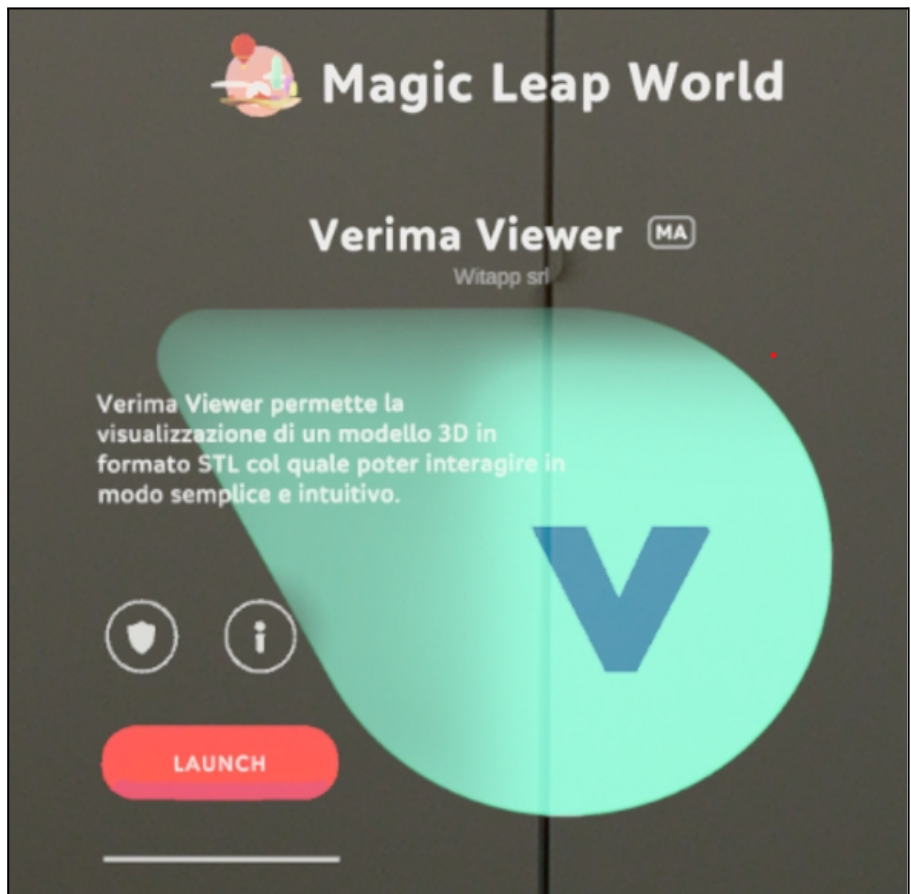 Magic Leap World
Verima Viewer MA
Witapp srl
Verima Viewer permette la
visualizzazione di un modello 3D in
formato STL col quale poter interagire in
modo semplice e intuitivo.
V
LAUNCH